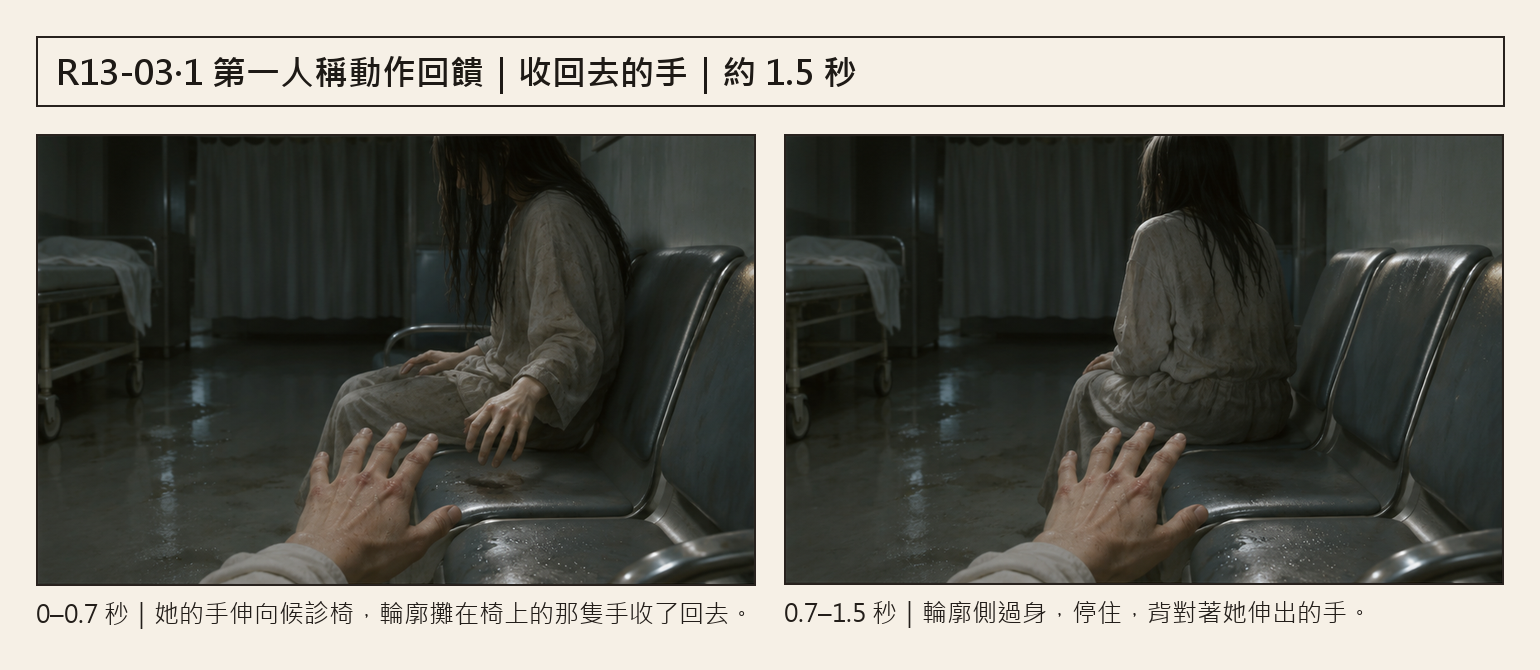 R13-03·1 第一人稱動作回饋｜收回去的手｜約 1.5 秒
0–0.7 秒｜她的手伸向候診椅，輪廓攤在椅上的那隻手收了回去。
0.7–1.5 秒｜輪廓側過身，停住，背對著她伸出的手。